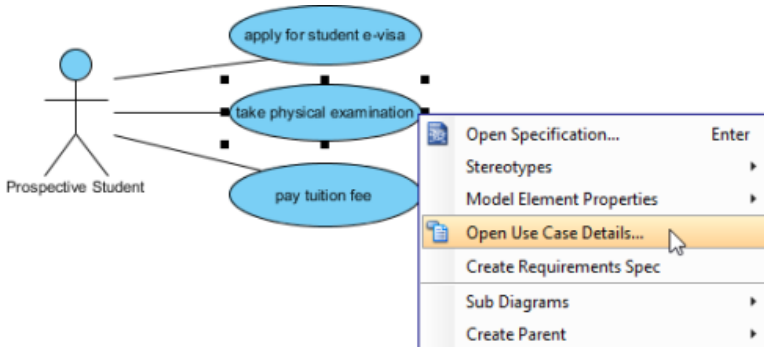 apply for student e-visa
take physical examination
pay tuition fee
Prospective Student
Open Specification... Enter
Stereotypes
Model Element Properties
Open Use Case Details...
Create Requirements Spec
Sub Diagrams
Create Parent